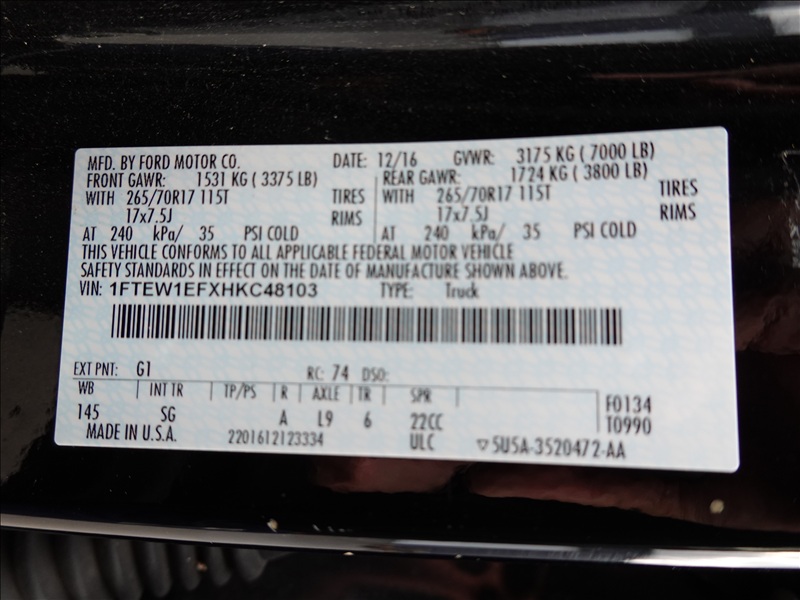 MFD. BY FORD MOTOR CO. DATE: 12/16 GVWR: 3175 KG ( 7000 LB)
FRONT GAWR: 1531 KG ( 3375 LB) REAR GAWR: 1724 KG ( 3800 LB)
WITH 265/70R17 115T TIRES WITH 265/70R17 115T TIRES
17x7.5J RIMS 17x7.5J RIMS
AT 240 kPa/ 35 PSI COLD AT 240 kPa/ 35 PSI COLD
THIS VEHICLE CONFORMS TO ALL APPLICABLE FEDERAL MOTOR VEHICLE
SAFETY STANDARDS IN EFFECT ON THE DATE OF MANUFACTURE SHOWN ABOVE.
VIN: 1FTEW1EFXHKC48103 TYPE: Truck
EXT PNT: G1 RC: 74 DSO:
WB INT TR TP/PS R AXLE TR SPR
145 SG A L9 6 22CC F0134
T0990
MADE IN U.S.A. 2201612123334 ULC 5U5A-3520472-AA